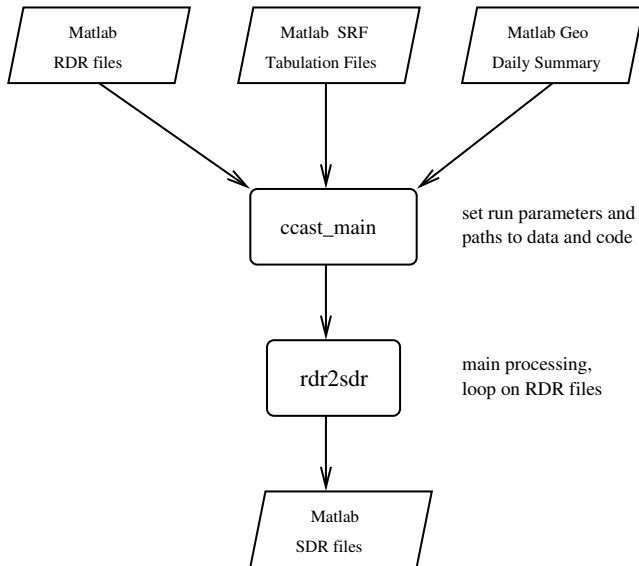 Matlab
RDR files
Matlab SRF
Tabulation Files
Matlab Geo
Daily Summary
ccast_main
set run parameters and
paths to data and code
rdr2sdr
main processing,
loop on RDR files
Matlab
SDR files